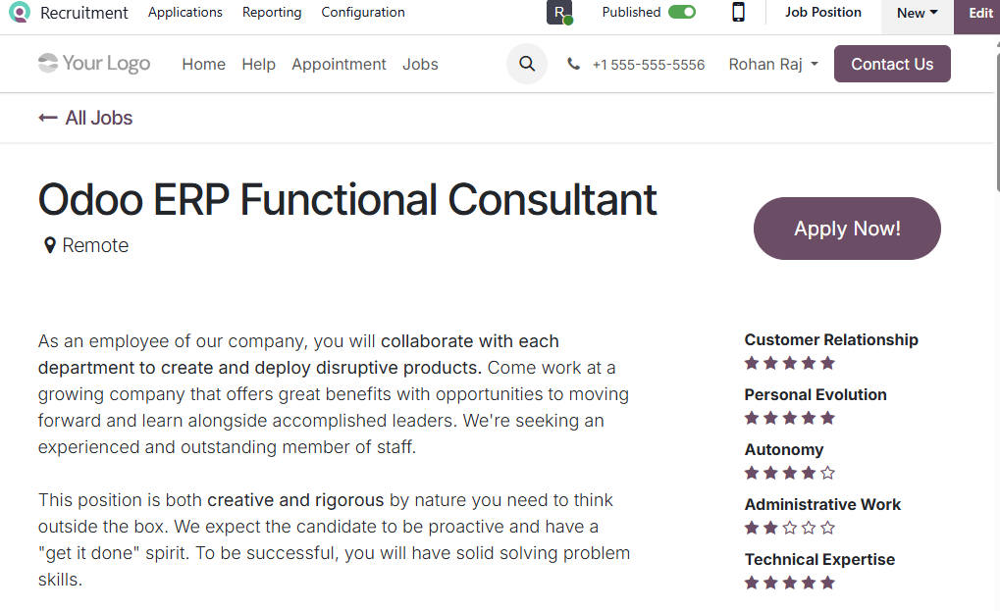 Recruitment Applications Reporting Configuration R Published Job Position New Edit
Your Logo Home Help Appointment Jobs +1 555-555-5556 Rohan Raj Contact Us
All Jobs
Odoo ERP Functional Consultant
Remote
Apply Now!
As an employee of our company, you will collaborate with each
department to create and deploy disruptive products. Come work at a
growing company that offers great benefits with opportunities to moving
forward and learn alongside accomplished leaders. We're seeking an
experienced and outstanding member of staff.
This position is both creative and rigorous by nature you need to think
outside the box. We expect the candidate to be proactive and have a
"get it done" spirit. To be successful, you will have solid solving problem
skills.
Customer Relationship
Personal Evolution
Autonomy
Administrative Work
Technical Expertise